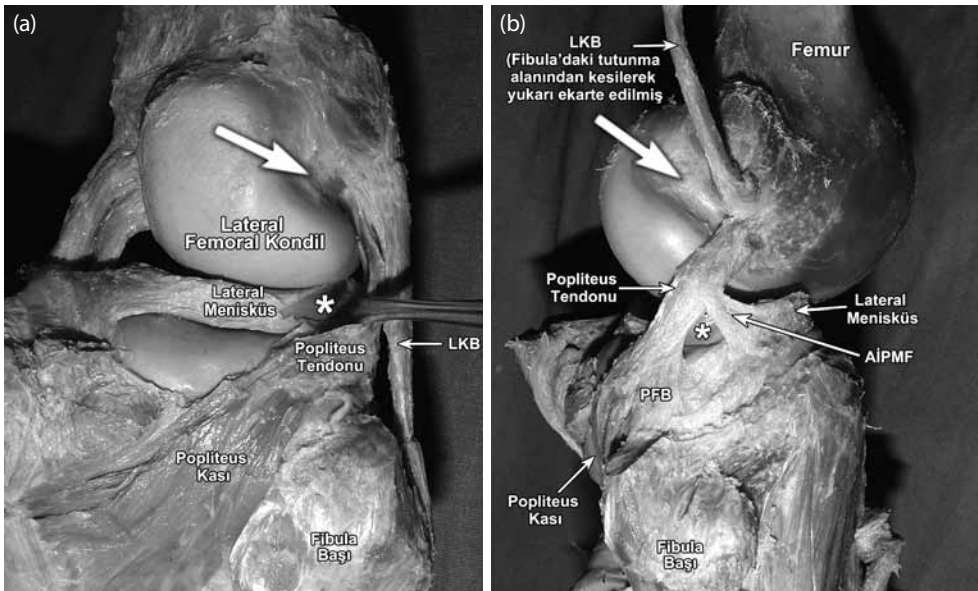 (a)
Lateral
Femoral Kondil
Lateral
Menisküs
*
Popliteus
Tendonu
LKB
Popliteus
Kası
Fibula
Başı
(b)
LKB
(Fibula'daki tutunma
alanından kesilerek
yukarı ekarte edilmiş
Femur
Popliteus
Tendonu
Lateral
Menisküs
*
AİPMF
PFB
Popliteus
Kası
Fibula
Başı